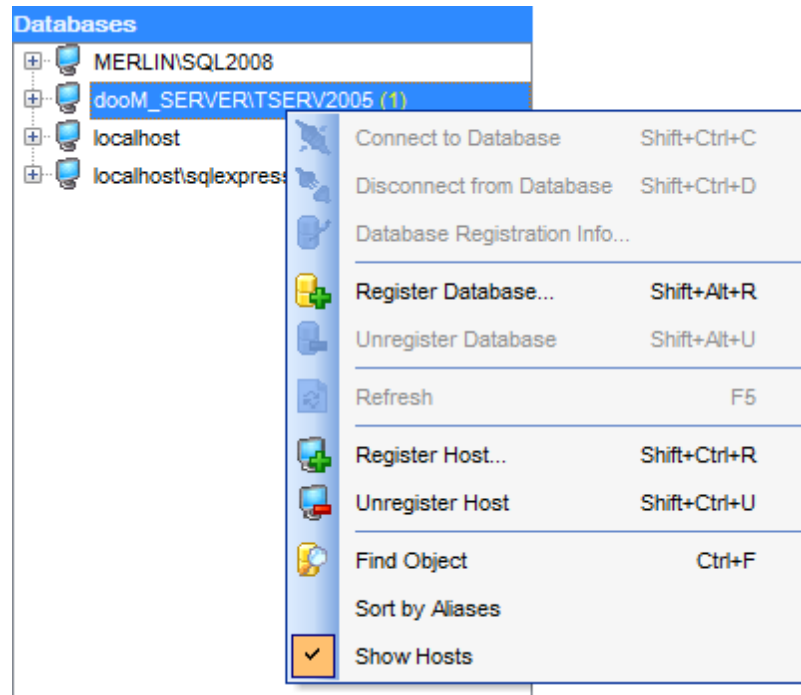 Databases
MERLIN\SQL2008
dooM_SERVER\TSERV2005 (1)
localhost
localhost\sqlexpress
Connect to Database Shift+Ctrl+C
Disconnect from Database Shift+Ctrl+D
Database Registration Info...
Register Database... Shift+Alt+R
Unregister Database Shift+Alt+U
Refresh F5
Register Host... Shift+Ctrl+R
Unregister Host Shift+Ctrl+U
Find Object Ctrl+F
Sort by Aliases
Show Hosts